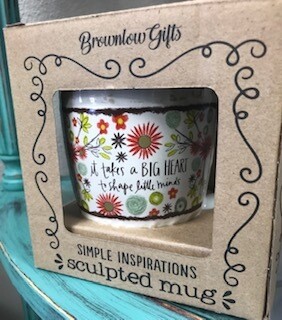 Brownlow Gifts
it takes a BIG HEART
to shape little minds
SIMPLE INSPIRATIONS
sculpted mug